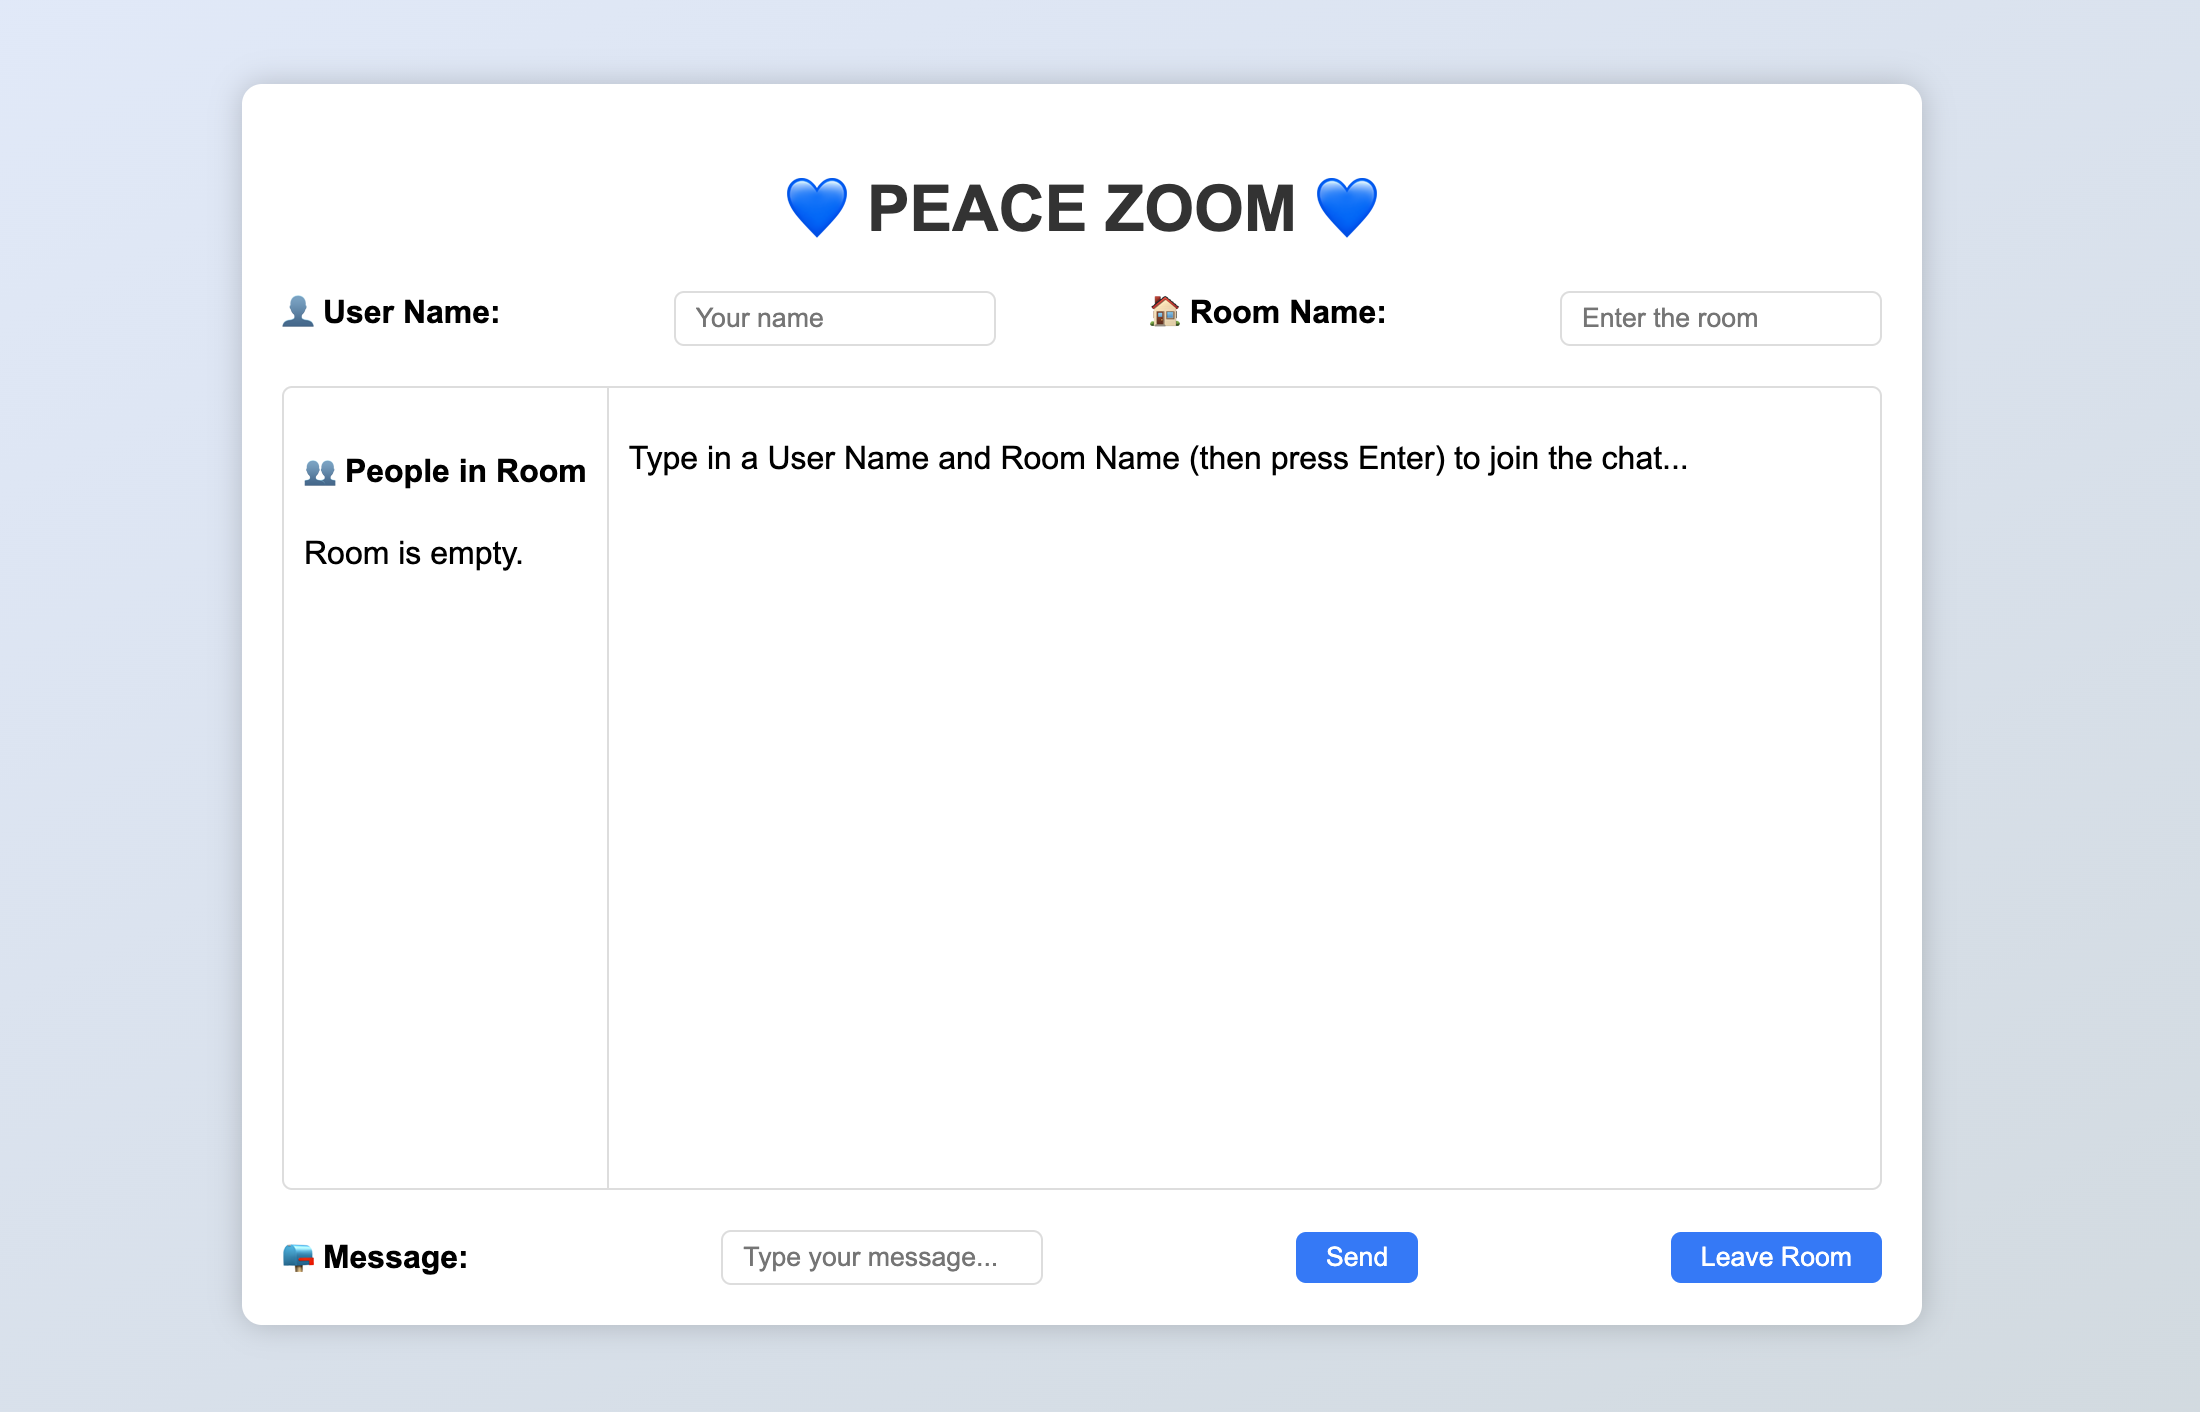 💙 PEACE ZOOM 💙
👤 User Name: Your name 🏠 Room Name: Enter the room
👥 People in Room
Room is empty.
Type in a User Name and Room Name (then press Enter) to join the chat...
📪 Message: Type your message... Send Leave Room